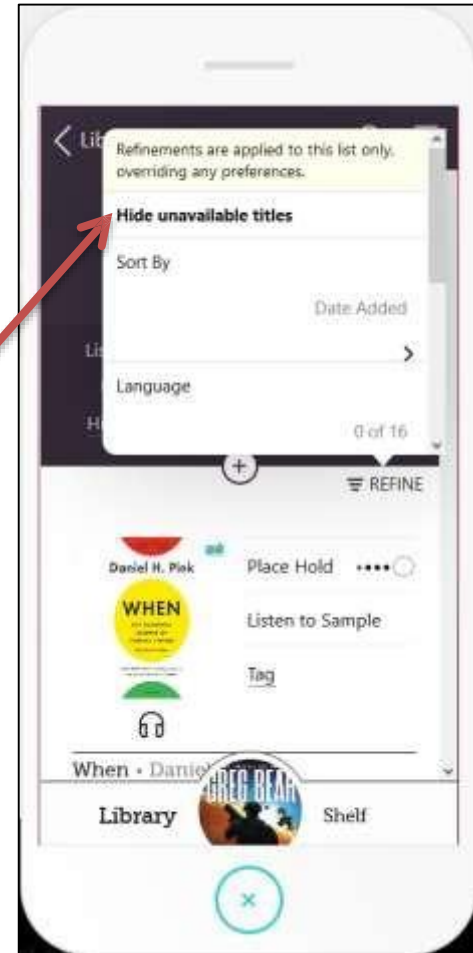 Refinements are applied to this list only,
overriding any preferences.
Hide unavailable titles
Sort By
Date Added
Language
0 of 16
REFINE
Daniel H. Pink
WHEN
Place Hold
Listen to Sample
Tag
When • Daniel
GREG BEAR
Library
Shelf